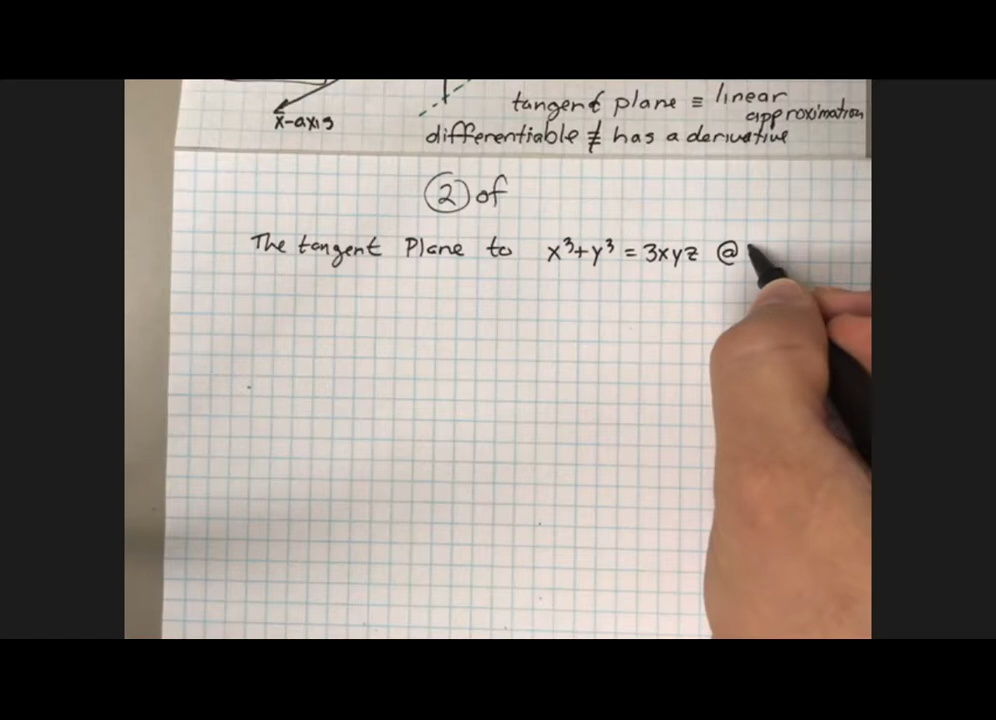 x-axis
tangent plane ≡ linear
approximation
differentiable ≢ has a derivative
② of
The tangent Plane to x³+y³ = 3xyz @